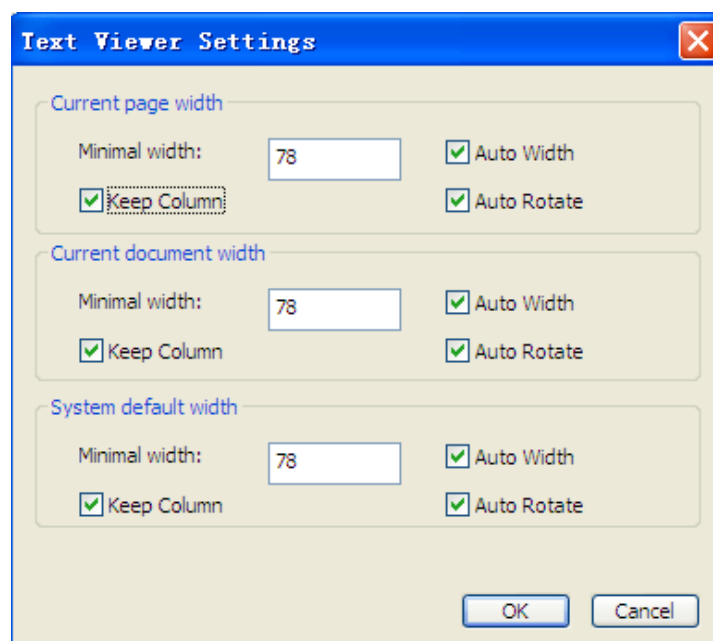 Text Viewer Settings
Current page width
Minimal width: 78 Auto Width
Keep Column Auto Rotate
Current document width
Minimal width: 78 Auto Width
Keep Column Auto Rotate
System default width
Minimal width: 78 Auto Width
Keep Column Auto Rotate
OK Cancel